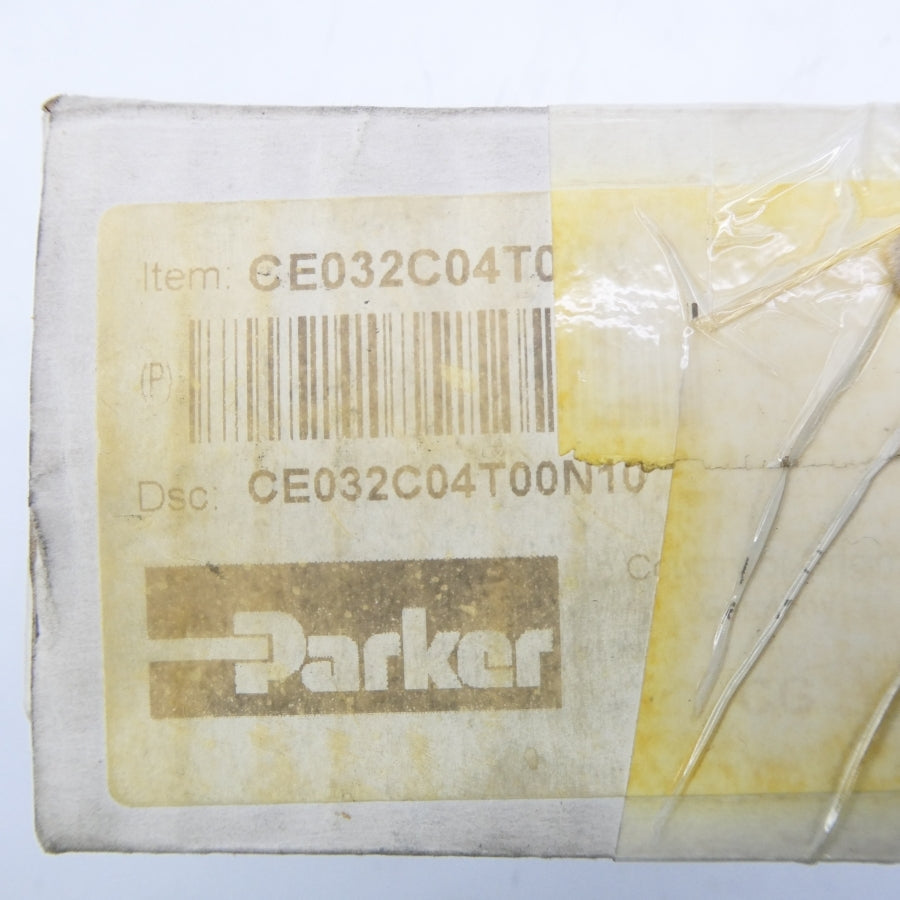 Item: CE032C04T0
(P)
Dsc: CE032C04T00N10
Parker